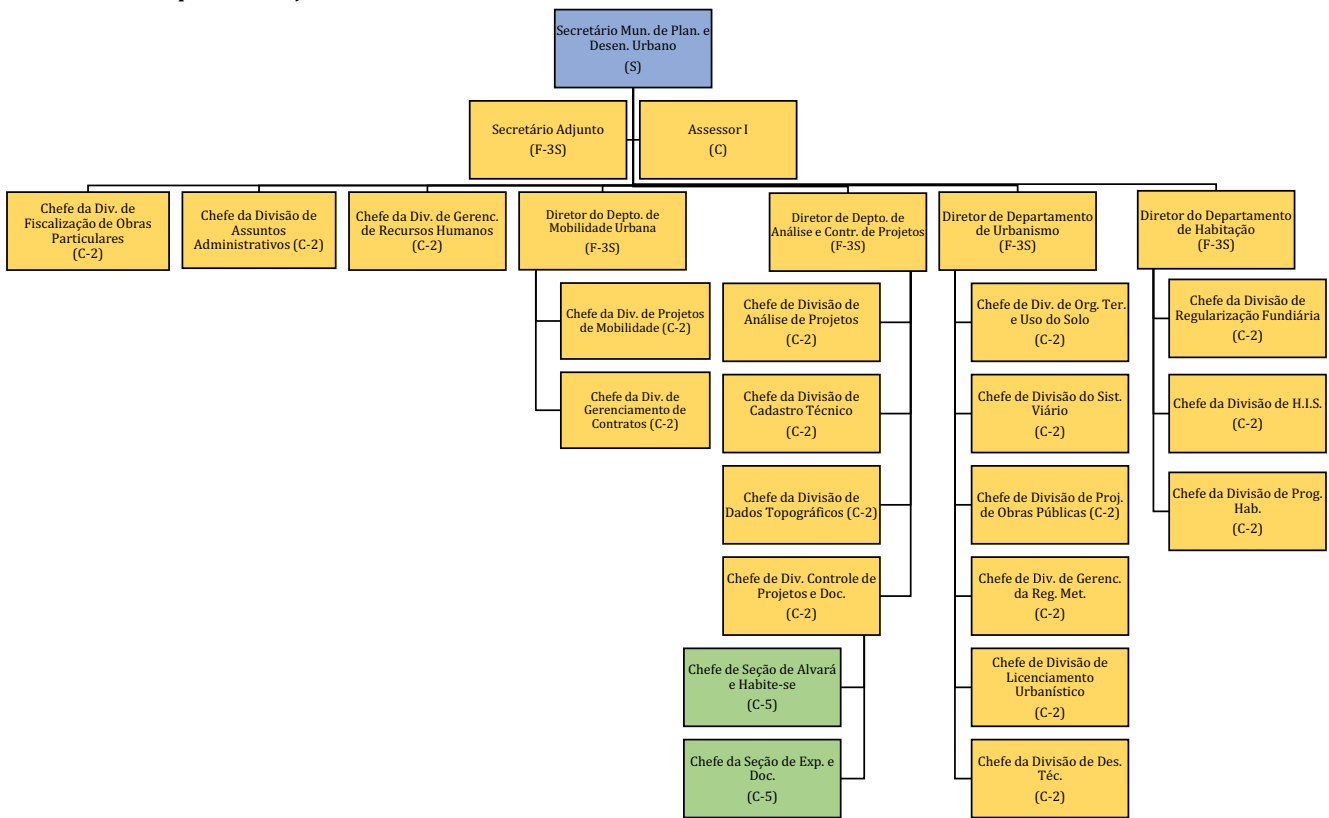 Secretário Mun. de Plan. e
Desen. Urbano
(S)
Secretário Adjunto
(F-3S)
Assessor I
(C)
Chefe da Div. de
Fiscalização de Obras
Particulares
(C-2)
Chefe da Divisão de
Assuntos
Administrativos (C-2)
Chefe da Div. de Gerenc.
de Recursos Humanos
(C-2)
Diretor do Depto. de
Mobilidade Urbana
(F-3S)
Diretor de Depto. de
Análise e Contr. de Projetos
(F-3S)
Diretor de Departamento
de Urbanismo
(F-3S)
Diretor do Departamento
de Habitação
(F-3S)
Chefe da Div. de Projetos
de Mobilidade (C-2)
Chefe da Div. de
Gerenciamento de
Contratos (C-2)
Chefe de Divisão de
Análise de Projetos
(C-2)
Chefe da Divisão de
Cadastro Técnico
(C-2)
Chefe da Divisão de
Dados Topográficos (C-2)
Chefe de Div. Controle de
Projetos e Doc.
(C-2)
Chefe de Seção de Alvará
e Habite-se
(C-5)
Chefe da Seção de Exp. e
Doc.
(C-5)
Chefe de Div. de Org. Ter.
e Uso do Solo
(C-2)
Chefe de Divisão do Sist.
Viário
(C-2)
Chefe de Divisão de Proj.
de Obras Públicas (C-2)
Chefe de Div. de Gerenc.
da Reg. Met.
(C-2)
Chefe de Divisão de
Licenciamento
Urbanístico
(C-2)
Chefe da Divisão de Des.
Téc.
(C-2)
Chefe da Divisão de
Regularização Fundiária
(C-2)
Chefe da Divisão de H.I.S.
(C-2)
Chefe da Divisão de Prog.
Hab.
(C-2)